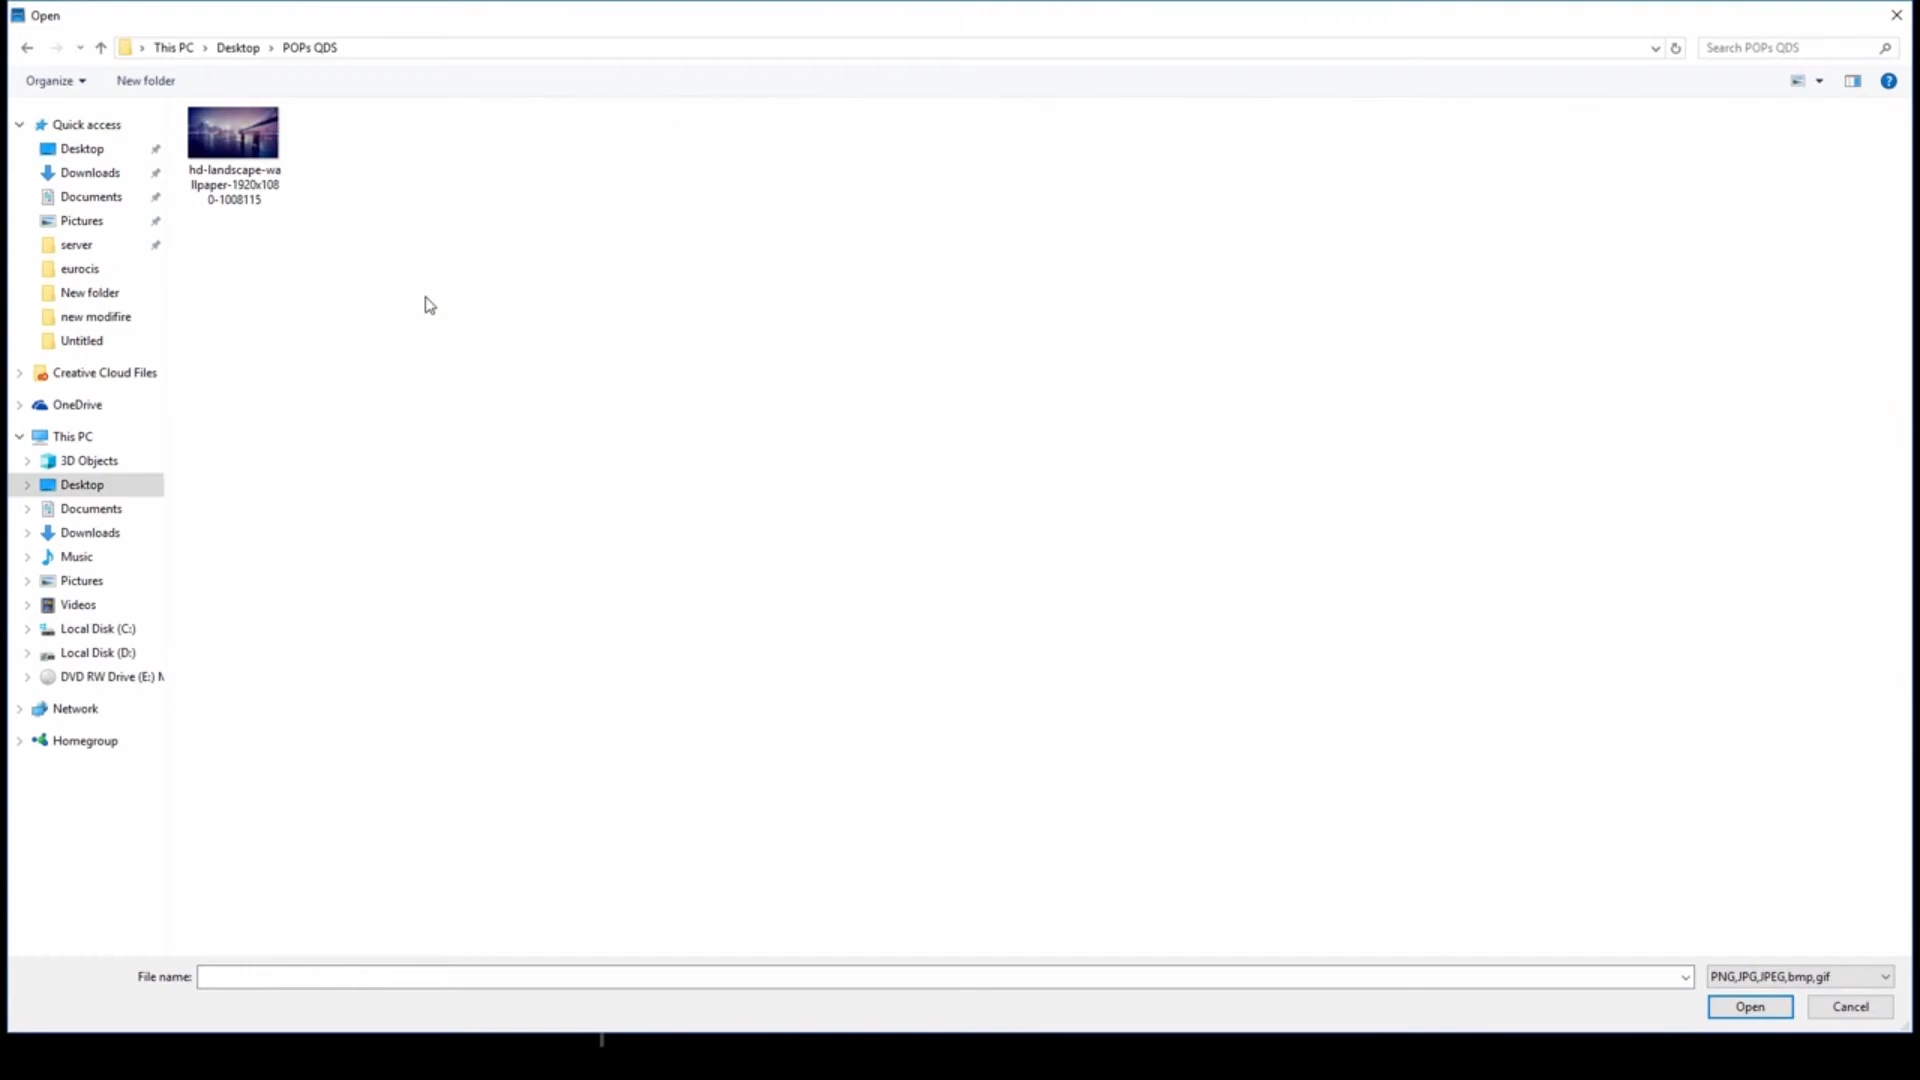 Open
This PC > Desktop > POPs QDS
Search POPs QDS
Organize
New folder
Quick access
Desktop
Downloads
Documents
Pictures
server
eurocis
New folder
new modifire
Untitled
Creative Cloud Files
OneDrive
This PC
3D Objects
Desktop
Documents
Downloads
Music
Pictures
Videos
Local Disk (C:)
Local Disk (D:)
DVD RW Drive (E:) M
Network
Homegroup
hd-landscape-wa
llpaper-1920x108
0-1008115
File name:
PNG,JPG,JPEG,bmp,gif
Open
Cancel